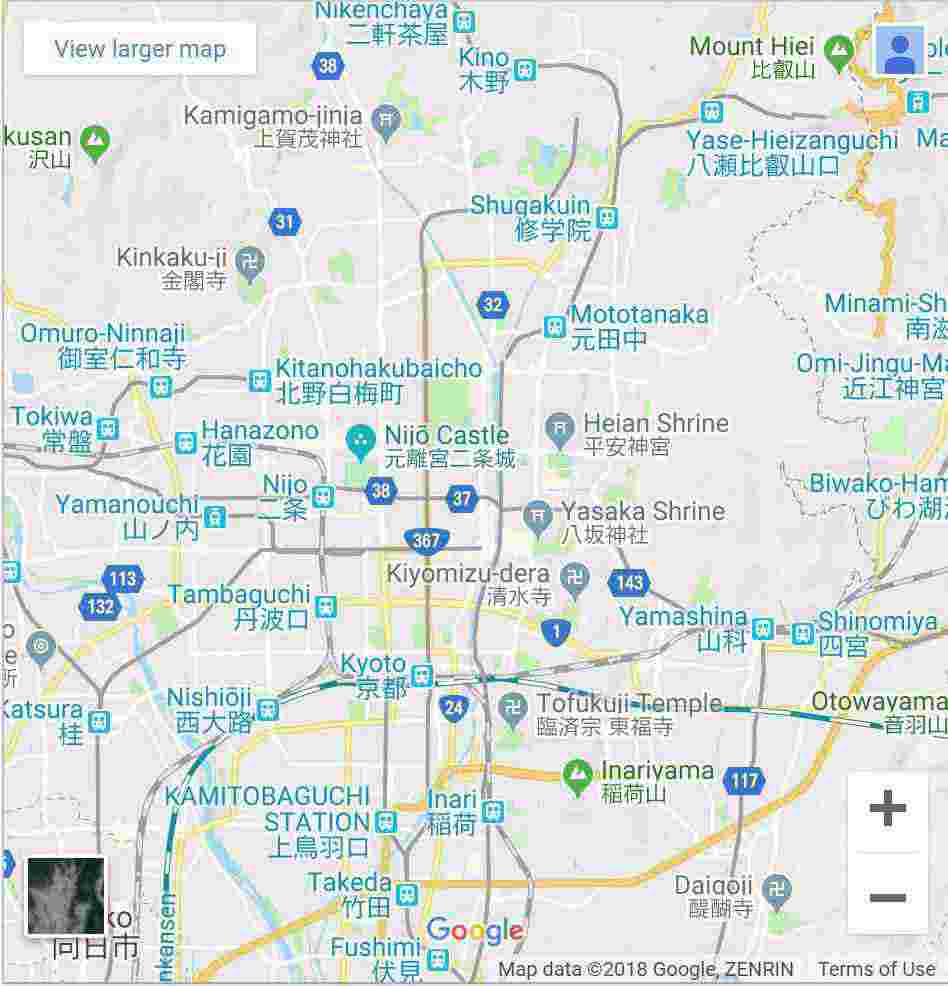 Nikenchaya
二軒茶屋
View larger map
38
Kino
木野
Mount Hiei
比叡山
Kamigamo-jinja
上賀茂神社
kusan
沢山
Yase-Hieizanguchi
八瀬比叡山口
Ma
31
Shugakuin
修学院
Kinkaku-ji
金閣寺
32
Mototanaka
元田中
Minami-Sh
南滋
Omuro-Ninnaji
御室仁和寺
Kitanohakubaicho
北野白梅町
Omi-Jingu-Ma
近江神宮
Tokiwa
常盤
Hanazono
花園
Nijō Castle
元離宮二条城
Heian Shrine
平安神宮
Nijo
二条
38
37
Biwako-Ham
びわ湖浜
Yamanouchi
山ノ内
Yasaka Shrine
八坂神社
367
113
132
Kiyomizu-dera
清水寺
143
Tambaguchi
丹波口
1
Yamashina
山科
Shinomiya
四宮
o
e
所
Kyoto
京都
Nishiōji
西大路
24
Tofukuji-Temple
臨済宗 東福寺
Otowayama
音羽山
Katsura
桂
Inariyama
稲荷山
117
KAMITOBAGUCHI
STATION
上鳥羽口
Inari
稲荷
Takeda
竹田
Daigoji
醍醐寺
ko
向日市
nkansen
Google
Fushimi
伏見
Map data ©2018 Google, ZENRIN
Terms of Use